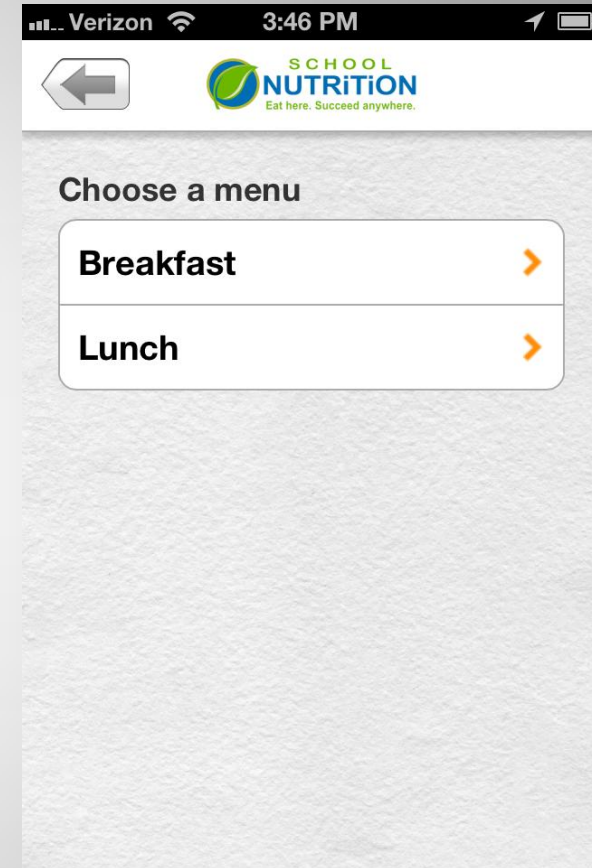 Verizon 3:46 PM
SCHOOL
NUTRiTiON
Eat here. Succeed anywhere.
Choose a menu
Breakfast
Lunch